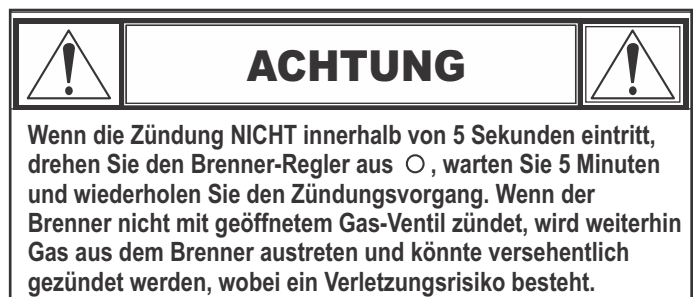 ACHTUNG
Wenn die Zündung NICHT innerhalb von 5 Sekunden eintritt,
drehen Sie den Brenner-Regler aus ○ , warten Sie 5 Minuten
und wiederholen Sie den Zündungsvorgang. Wenn der
Brenner nicht mit geöffnetem Gas-Ventil zündet, wird weiterhin
Gas aus dem Brenner austreten und könnte versehentlich
gezündet werden, wobei ein Verletzungsrisiko besteht.